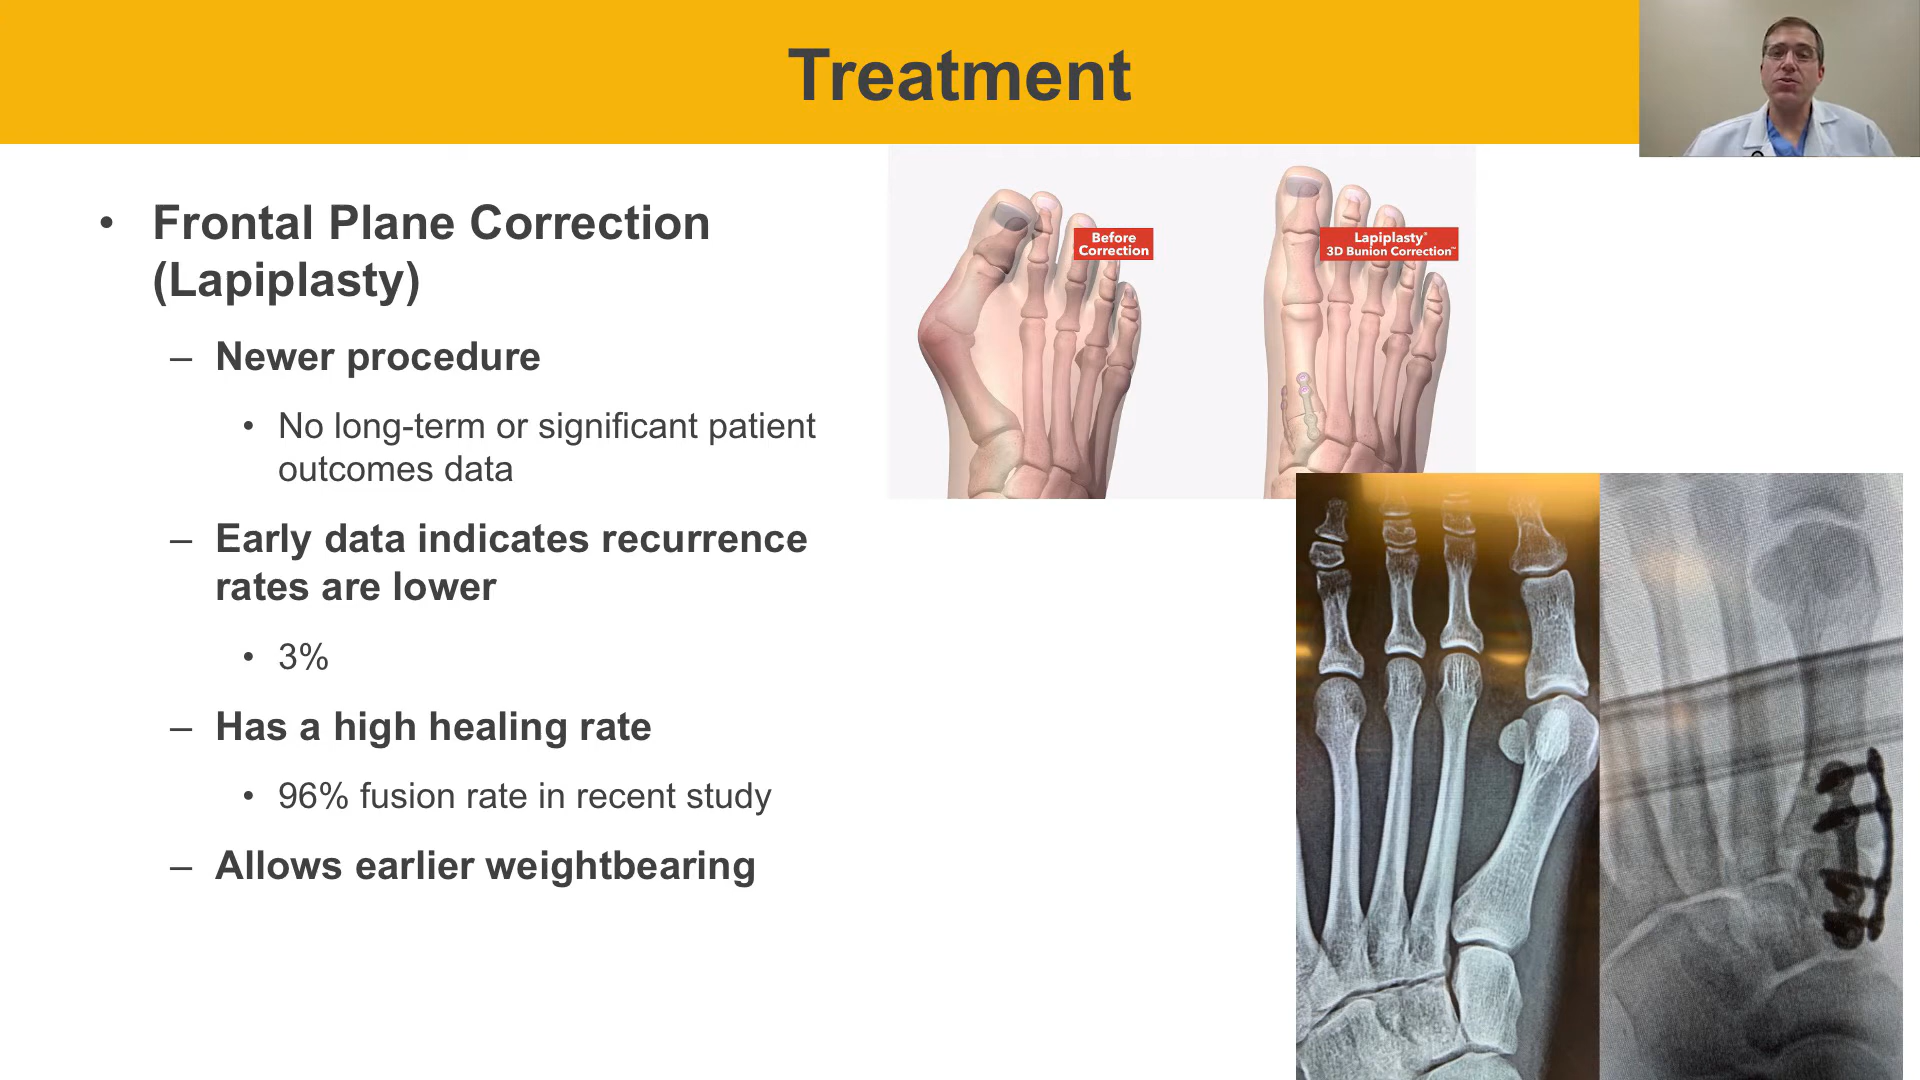 Treatment
• Frontal Plane Correction
(Lapiplasty)
– Newer procedure
• No long-term or significant patient
outcomes data
– Early data indicates recurrence
rates are lower
• 3%
– Has a high healing rate
• 96% fusion rate in recent study
– Allows earlier weightbearing
Before
Correction
Lapiplasty®
3D Bunion Correction™